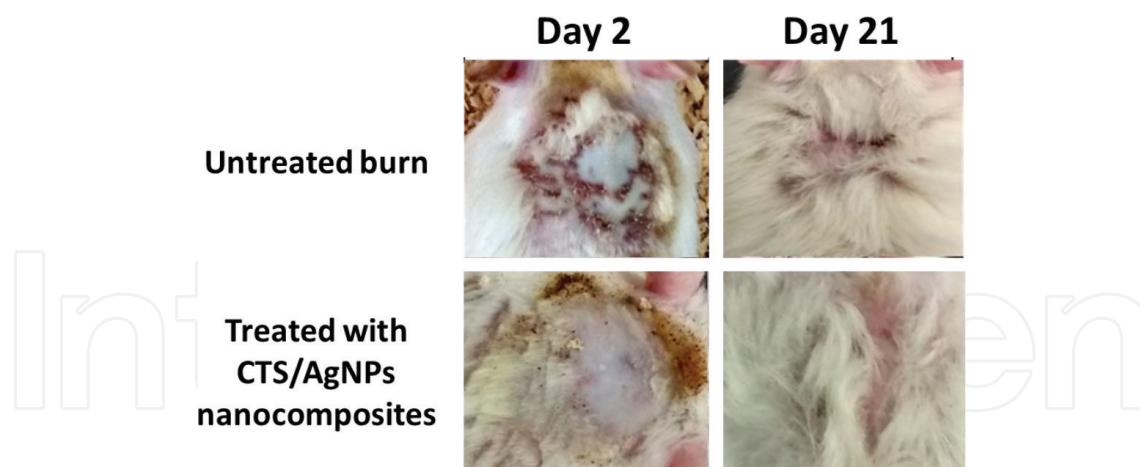 Day 2 Day 21
Untreated burn
Treated with
CTS/AgNPs
nanocomposites